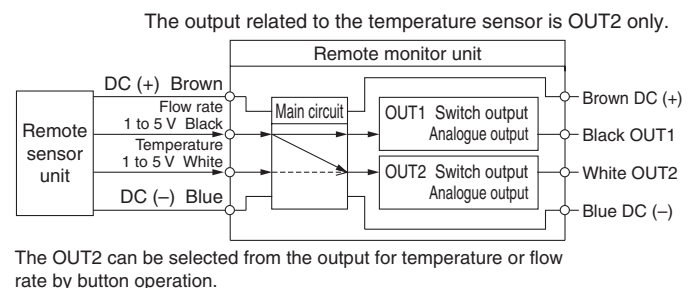 The output related to the temperature sensor is OUT2 only.
Remote monitor unit
DC (+) Brown
Flow rate
1 to 5 V Black
Temperature
1 to 5 V White
DC (–) Blue
Remote
sensor
unit
Main circuit
OUT1 Switch output
Analogue output
OUT2 Switch output
Analogue output
Brown DC (+)
Black OUT1
White OUT2
Blue DC (–)
The OUT2 can be selected from the output for temperature or flow
rate by button operation.